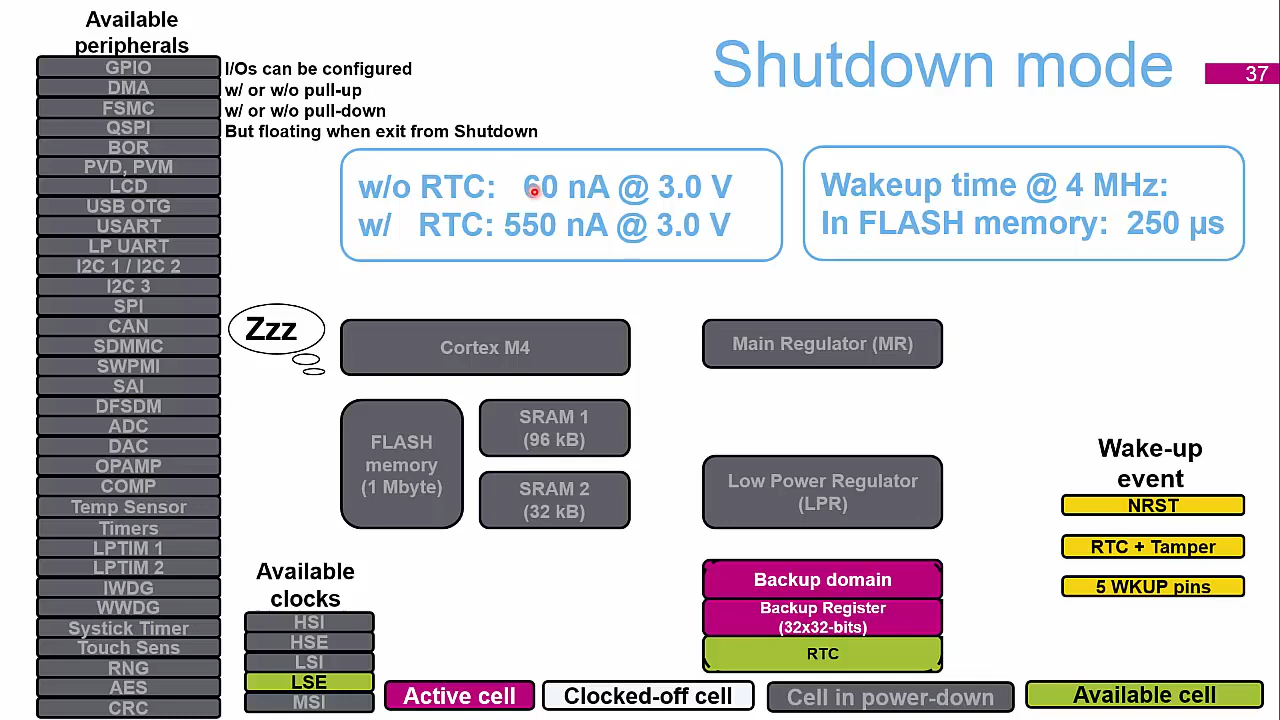 Available
peripherals
GPIO
DMA
FSMC
QSPI
BOR
PVD, PVM
LCD
USB OTG
USART
LP UART
I2C 1 / I2C 2
I2C 3
SPI
CAN
SDMMC
SWPMI
SAI
DFSDM
ADC
DAC
OPAMP
COMP
Temp Sensor
Timers
LPTIM 1
LPTIM 2
IWDG
WWDG
Systick Timer
Touch Sens
RNG
AES
CRC
I/Os can be configured
w/ or w/o pull-up
w/ or w/o pull-down
But floating when exit from Shutdown
Shutdown mode
37
w/o RTC: 60 nA @ 3.0 V
w/ RTC: 550 nA @ 3.0 V
Wakeup time @ 4 MHz:
In FLASH memory: 250 µs
Zzz
Cortex M4
Main Regulator (MR)
FLASH
memory
(1 Mbyte)
SRAM 1
(96 kB)
SRAM 2
(32 kB)
Low Power Regulator
(LPR)
Wake-up
event
NRST
RTC + Tamper
5 WKUP pins
Available
clocks
HSI
HSE
LSI
LSE
MSI
Backup domain
Backup Register
(32x32-bits)
RTC
Active cell
Clocked-off cell
Cell in power-down
Available cell